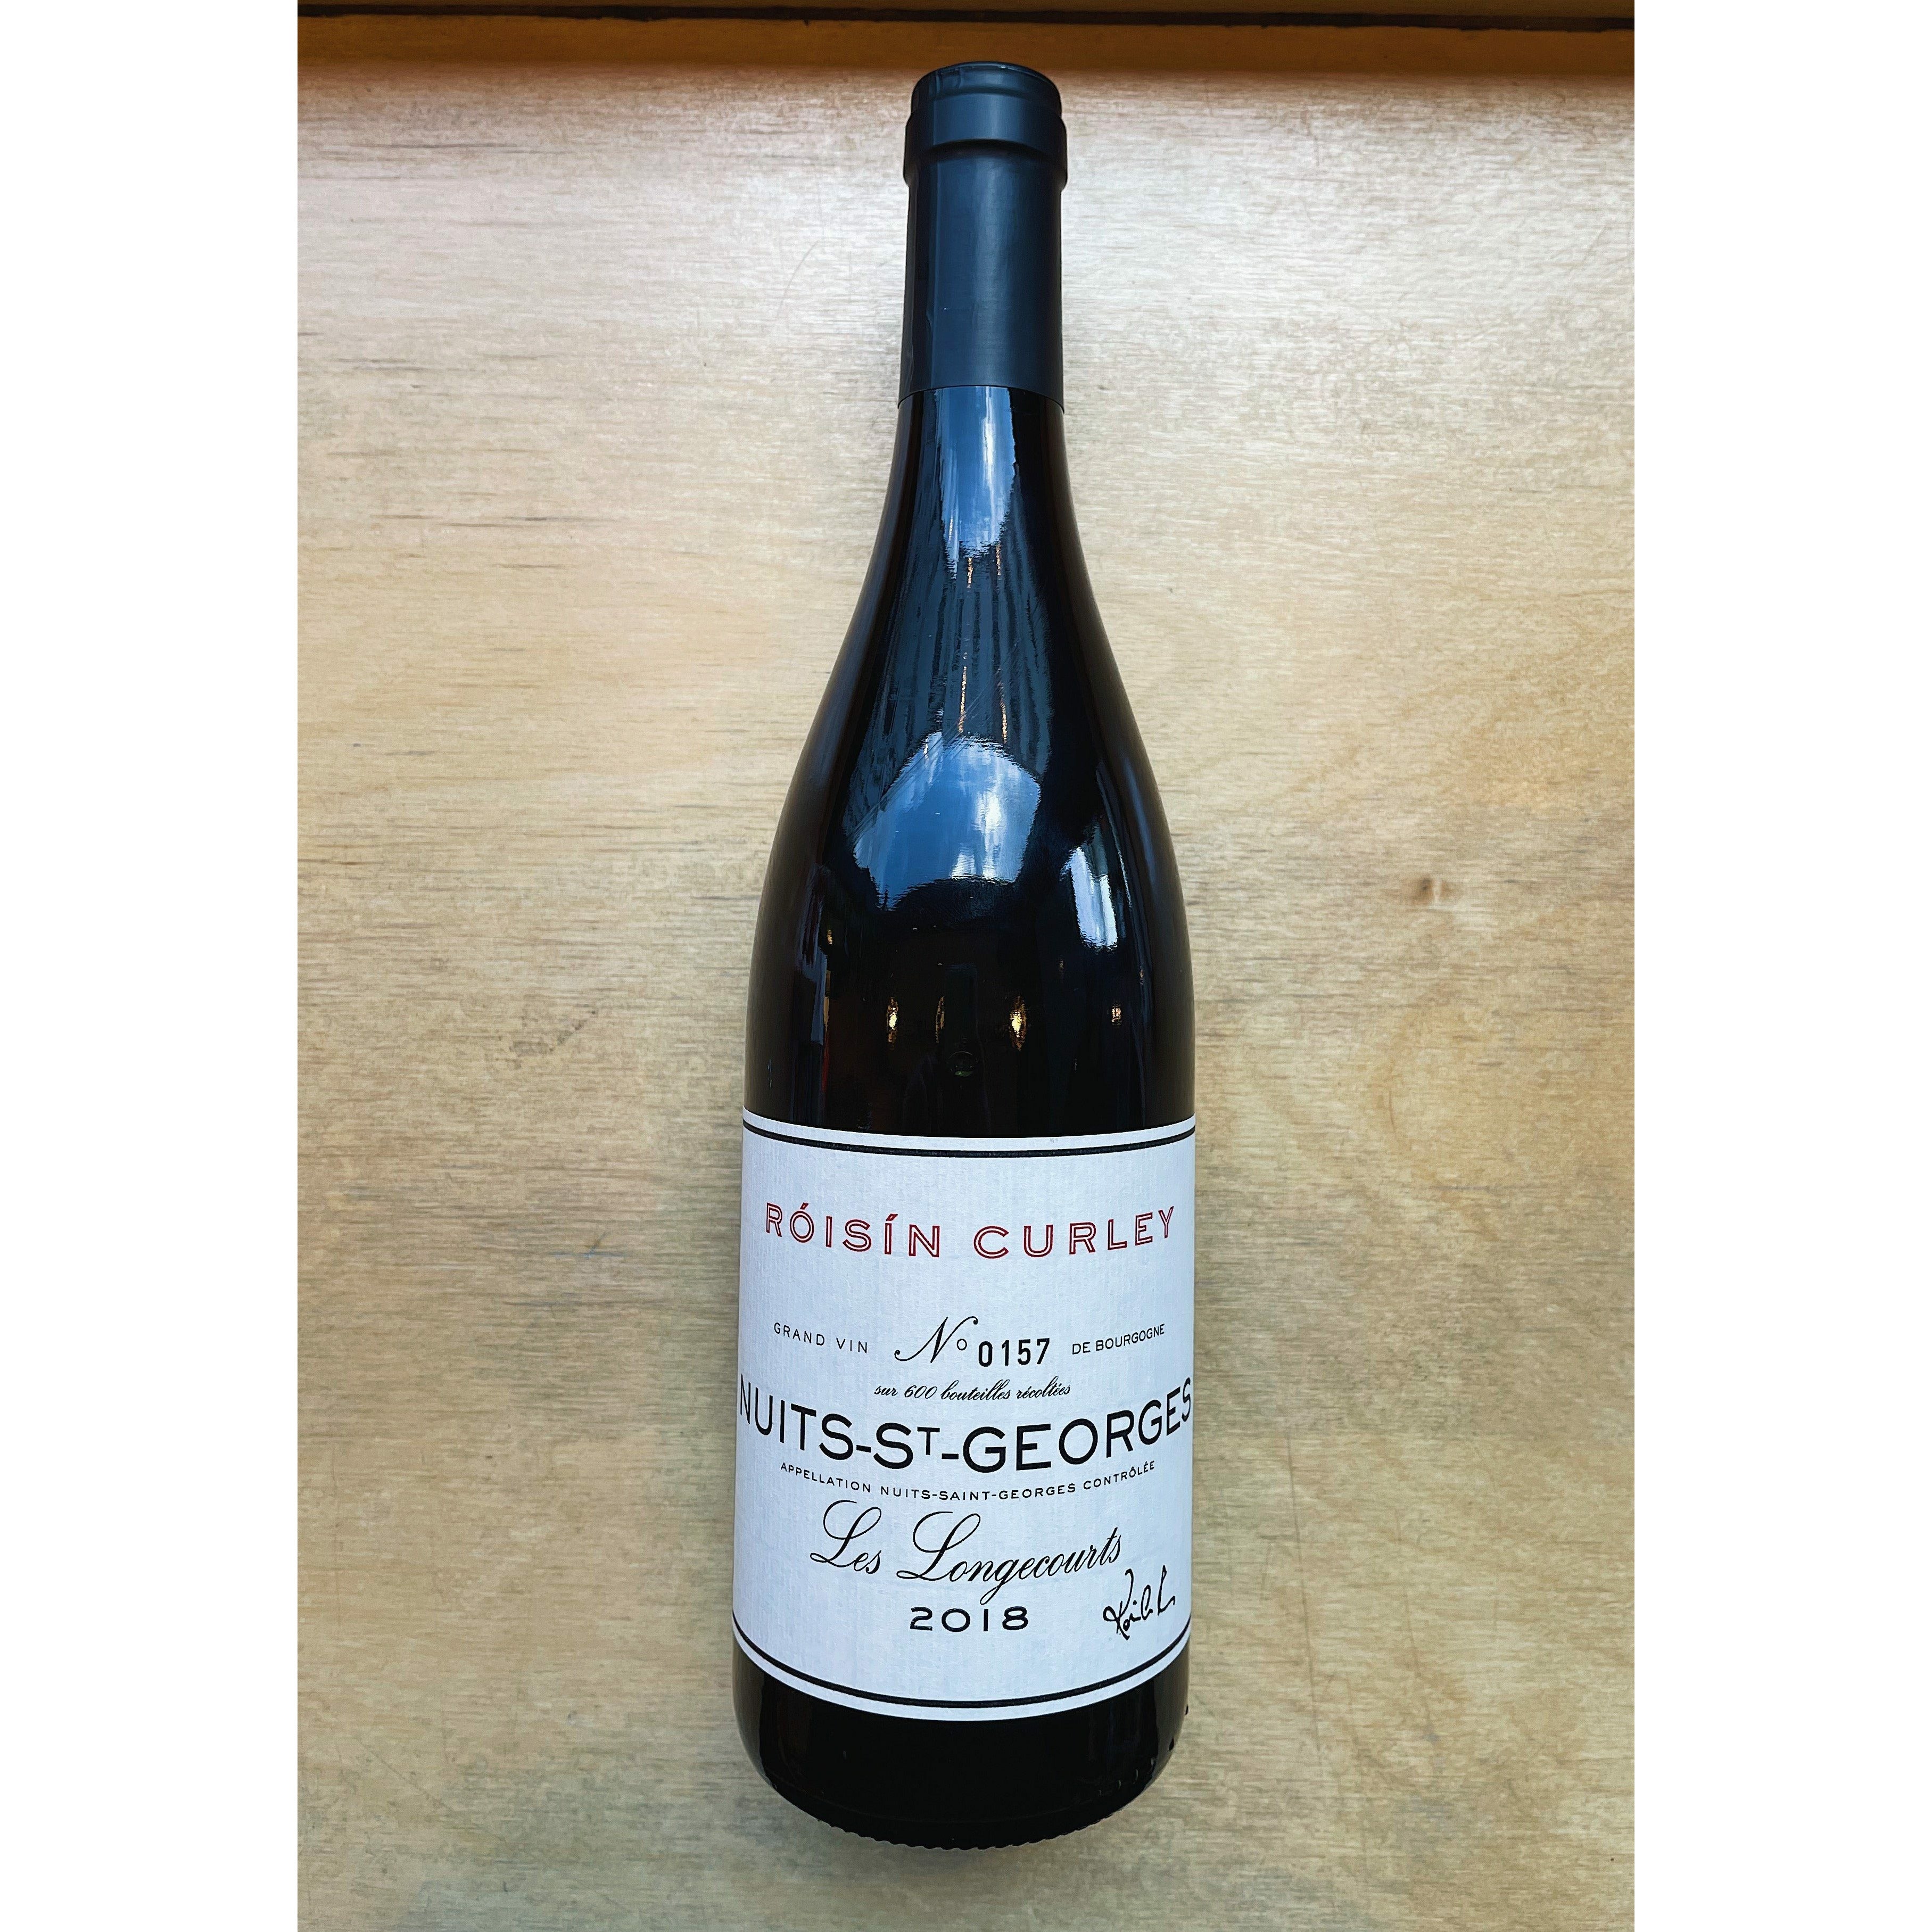 RÓISÍN CURLEY
GRAND VIN Nº 0157 DE BOURGOGNE
sur 600 bouteilles récoltées
NUITS-ST-GEORGES
APPELLATION NUITS-SAINT-GEORGES CONTRÔLÉE
Les Longecourts
2018